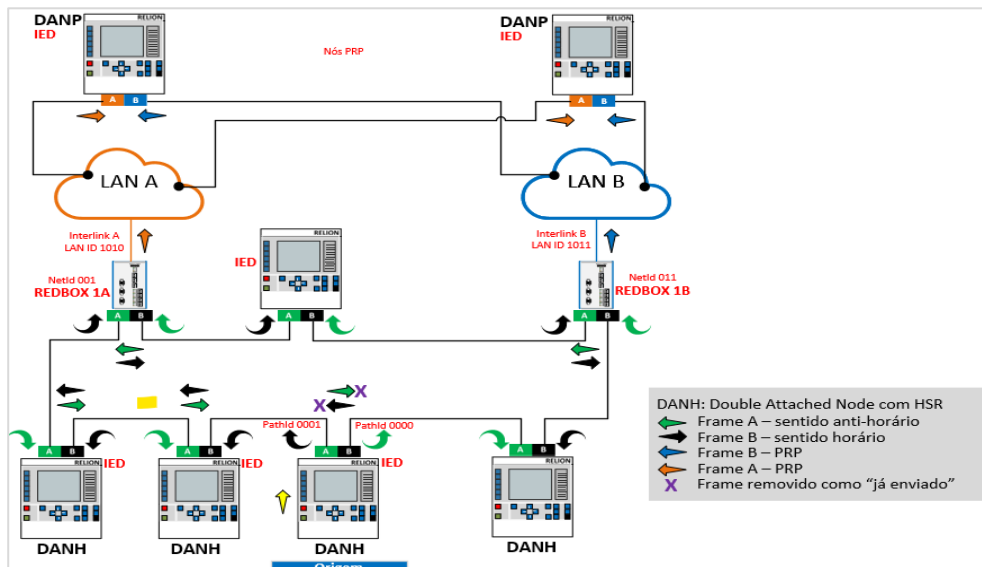 DANP
IED
RELION
A B
Nós PRP
DANP
IED
RELION
A B
LAN A
LAN B
Interlink A
LAN ID 1010
Interlink B
LAN ID 1011
NetId 001
REDBOX 1A
A B
IED
RELION
A B
NetId 011
REDBOX 1B
A B
X
X
PathId 0001
PathId 0000
A B
IED
RELION
DANH
A B
IED
RELION
DANH
A B
IED
RELION
DANH
Origem
A B
RELION
DANH
DANH: Double Attached Node com HSR
Frame A – sentido anti-horário
Frame B – sentido horário
Frame B – PRP
Frame A – PRP
X Frame removido como “já enviado”